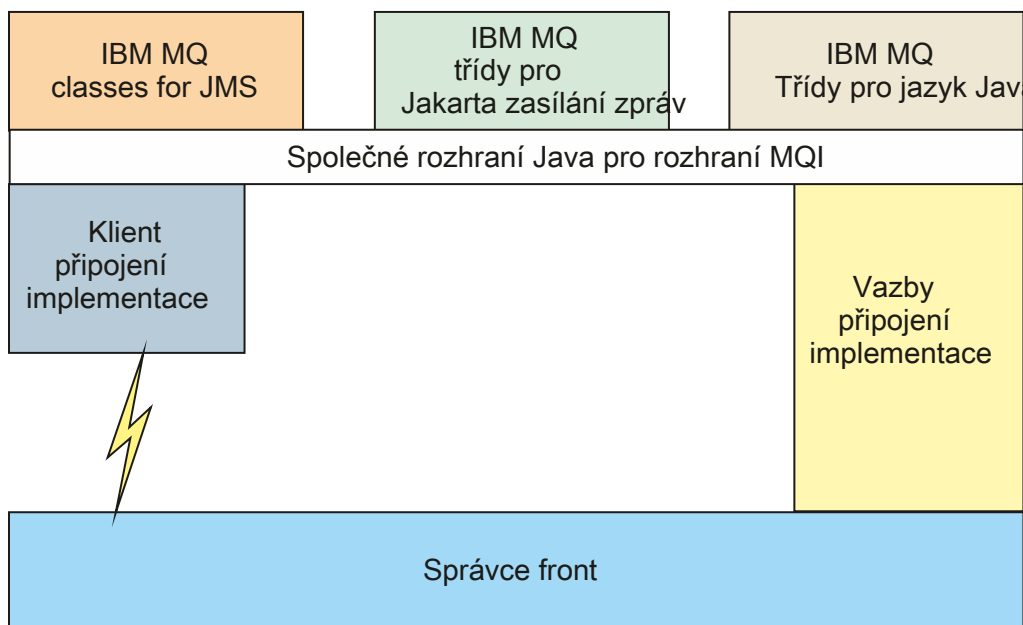 IBM MQ
classes for JMS
IBM MQ
třídy pro
Jakarta zasílání zpráv
IBM MQ
Třídy pro jazyk Java
Společné rozhraní Java pro rozhraní MQI
Klient
připojení
implementace
Vazby
připojení
implementace
Správce front